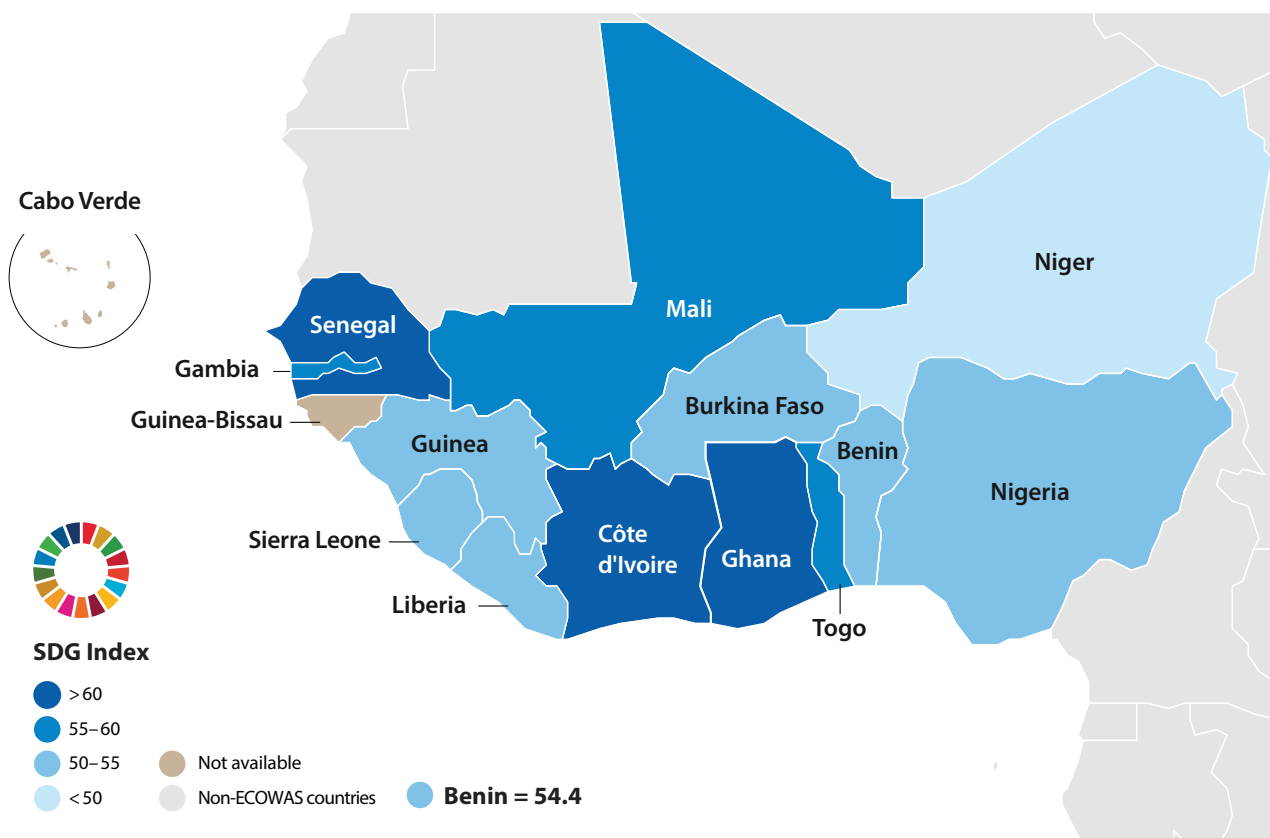 Cabo Verde
Niger
Mali
Senegal
Gambia
Burkina Faso
Guinea-Bissau
Guinea
Benin
Nigeria
Sierra Leone
Côte
d'Ivoire
Ghana
Liberia
Togo
SDG Index
>60
55–60
50–55
Not available
<50
Non-ECOWAS countries
Benin = 54.4